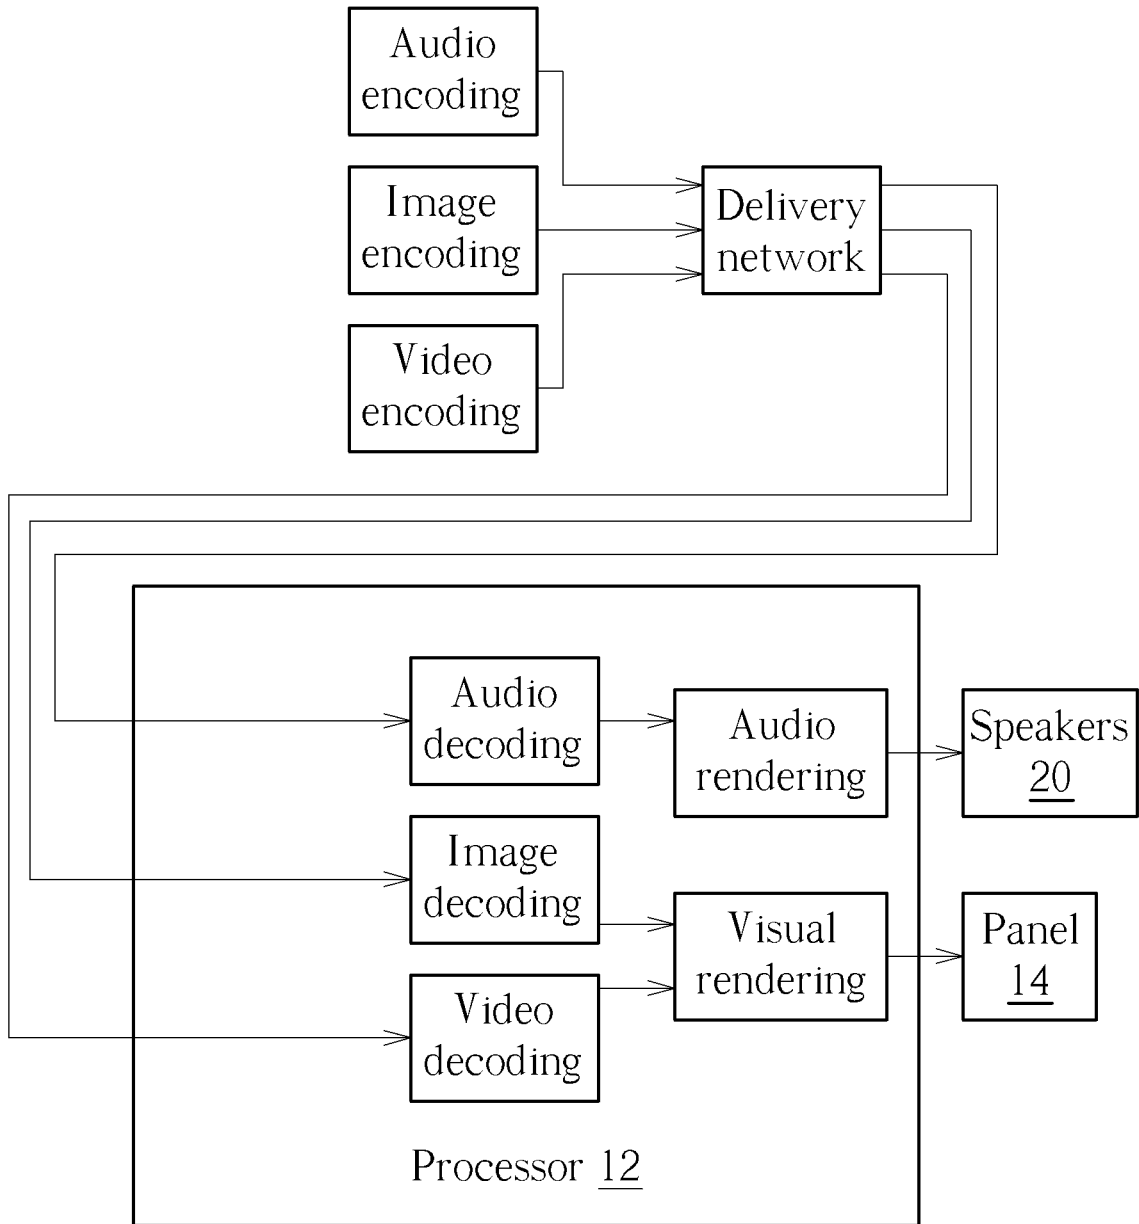 Audio
encoding
Image
encoding
Delivery
network
Video
encoding
Audio
decoding
Audio
rendering
Speakers
20
Image
decoding
Visual
rendering
Panel
14
Video
decoding
Processor 12